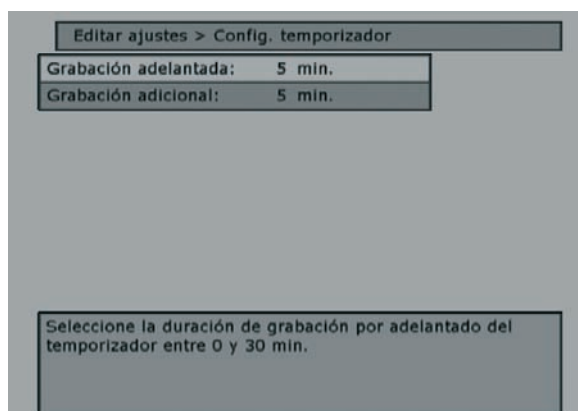 Editar ajustes > Config. temporizador
Grabación adelantada: 5 min.
Grabación adicional: 5 min.
Seleccione la duración de grabación por adelantado del
temporizador entre 0 y 30 min.